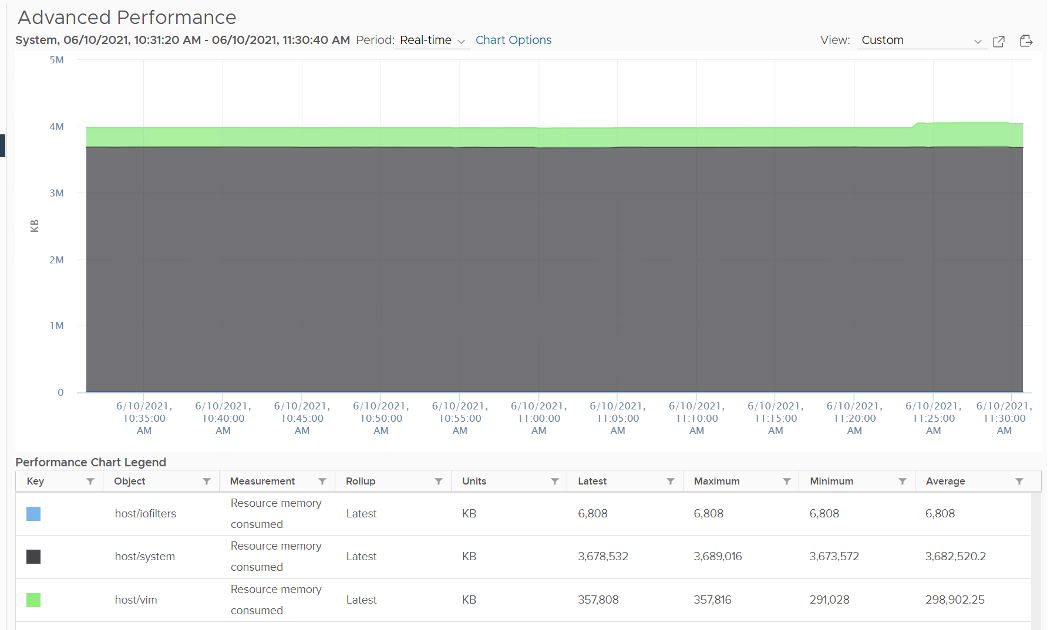 Advanced Performance
System, 06/10/2021, 10:31:20 AM - 06/10/2021, 11:30:40 AM Period: Real-time Chart Options View: Custom
5M
4M
3M
2M
1M
0
KB
6/10/2021, 6/10/2021, 6/10/2021, 6/10/2021, 6/10/2021, 6/10/2021, 6/10/2021, 6/10/2021, 6/10/2021, 6/10/2021, 6/10/2021, 6/10/2021,
10:35:00 10:40:00 10:45:00 10:50:00 10:55:00 11:00:00 11:05:00 11:10:00 11:15:00 11:20:00 11:25:00 11:30:00
AM AM AM AM AM AM AM AM AM AM AM AM
Performance Chart Legend
Key Object Measurement Rollup Units Latest Maximum Minimum Average
host/iofilters Resource memory consumed Latest KB 6,808 6,808 6,808 6,808
host/system Resource memory consumed Latest KB 3,678,532 3,689,016 3,673,572 3,682,520.2
host/vim Resource memory consumed Latest KB 357,808 357,816 291,028 298,902.25